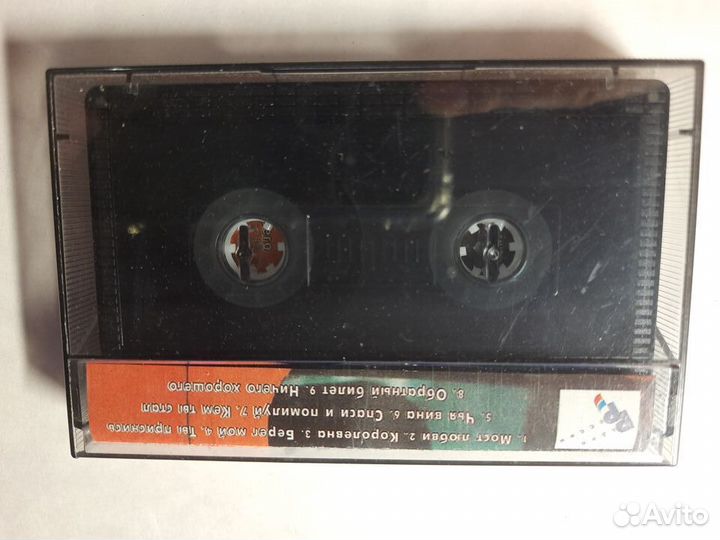 1. Мост любви 2. Королевна 3. Берег мой 4. Ты приснись
5. Чья вина 6. Спаси и помилуй 7. Кем ты стал
8. Обратный билет 9. Ничего хорошего
Avito